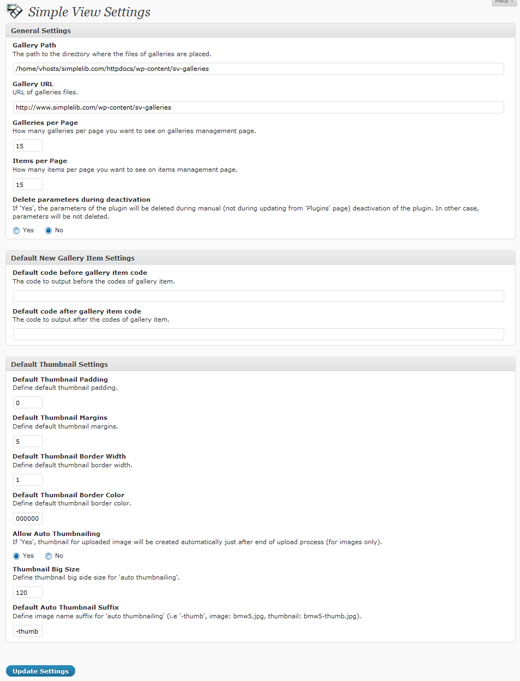 Help
Simple View Settings
General Settings
Gallery Path
The path to the directory where the files of galleries are placed.
/home/vhosts/simplelib.com/httpdocs/wp-content/sv-galleries
Gallery URL
URL of galleries files.
http://www.simplelib.com/wp-content/sv-galleries
Galleries per Page
How many galleries per page you want to see on galleries management page.
15
Items per Page
How many items per page you want to see on items management page.
15
Delete parameters during deactivation
If 'Yes', the parameters of the plugin will be deleted during manual (not during updating from 'Plugins' page) deactivation of the plugin. In other case,
parameters will be not deleted.
Yes No
Default New Gallery Item Settings
Default code before gallery item code
The code to output before the codes of gallery item.
Default code after gallery item code
The code to output after the codes of gallery item.
Default Thumbnail Settings
Default Thumbnail Padding
Define default thumbnail padding.
0
Default Thumbnail Margins
Define default thumbnail margins.
5
Default Thumbnail Border Width
Define default thumbnail border width.
1
Default Thumbnail Border Color
Define default thumbnail border color.
000000
Allow Auto Thumbnailing
If 'Yes', thumbnail for uploaded image will be created automatically just after end of upload process (for images only).
Yes No
Thumbnail Big Size
Define thumbnail big side size for 'auto thumbnailing'.
120
Default Auto Thumbnail Suffix
Define image name suffix for 'auto thumbnailing' (i.e '-thumb', image: bmw5.jpg, thumbnail: bmw5-thumb.jpg).
-thumb
Update Settings